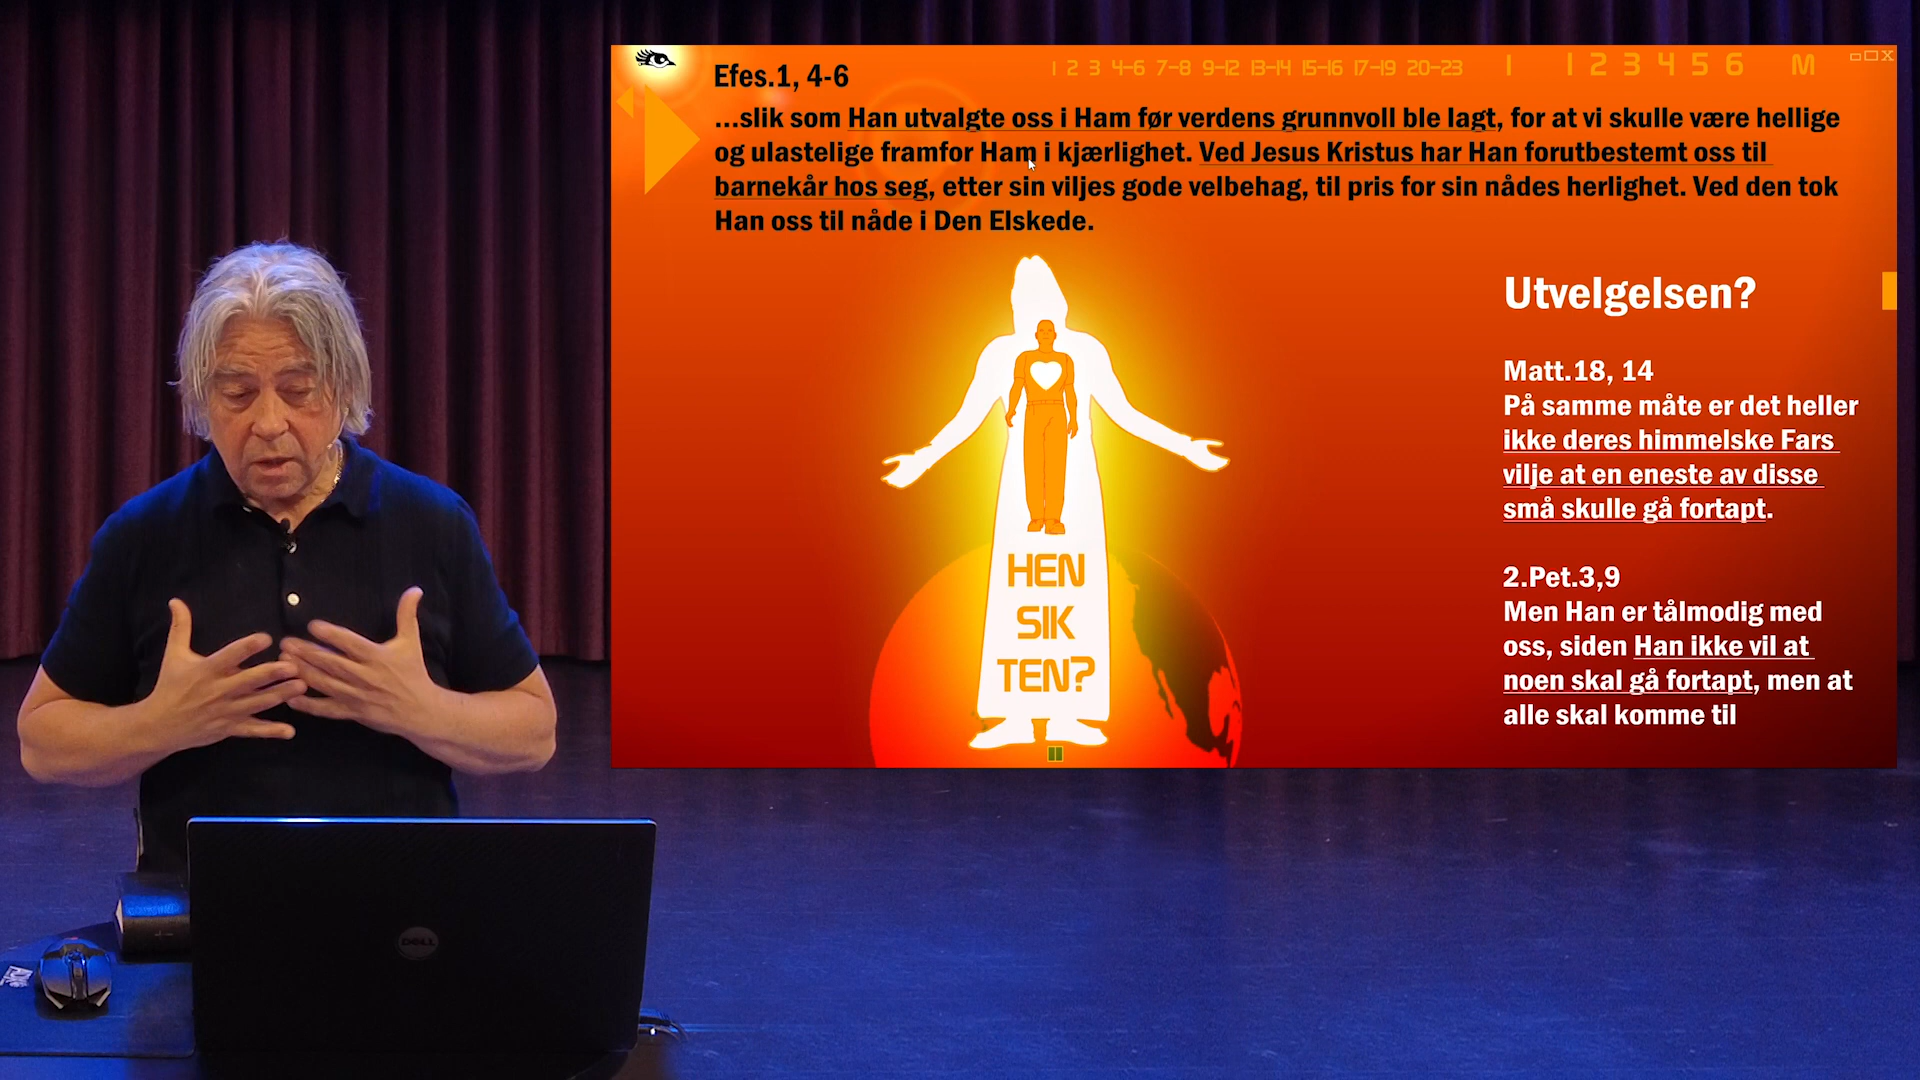 Efes.1, 4-6
1 2 3 4-6 7-8 9-12 13-14 15-16 17-19 20-23 1 1 2 3 4 5 6 M X
...slik som Han utvalgte oss i Ham før verdens grunnvoll ble lagt, for at vi skulle være hellige
og ulastelige framfor Ham i kjærlighet. Ved Jesus Kristus har Han forutbestemt oss til
barnekår hos seg, etter sin viljes gode velbehag, til pris for sin nådes herlighet. Ved den tok
Han oss til nåde i Den Elskede.
Utvelgelsen?
Matt.18, 14
På samme måte er det heller
ikke deres himmelske Fars
vilje at en eneste av disse
små skulle gå fortapt.
2.Pet.3,9
Men Han er tålmodig med
oss, siden Han ikke vil at
noen skal gå fortapt, men at
alle skal komme til
HEN
SIK
TEN?
DELL